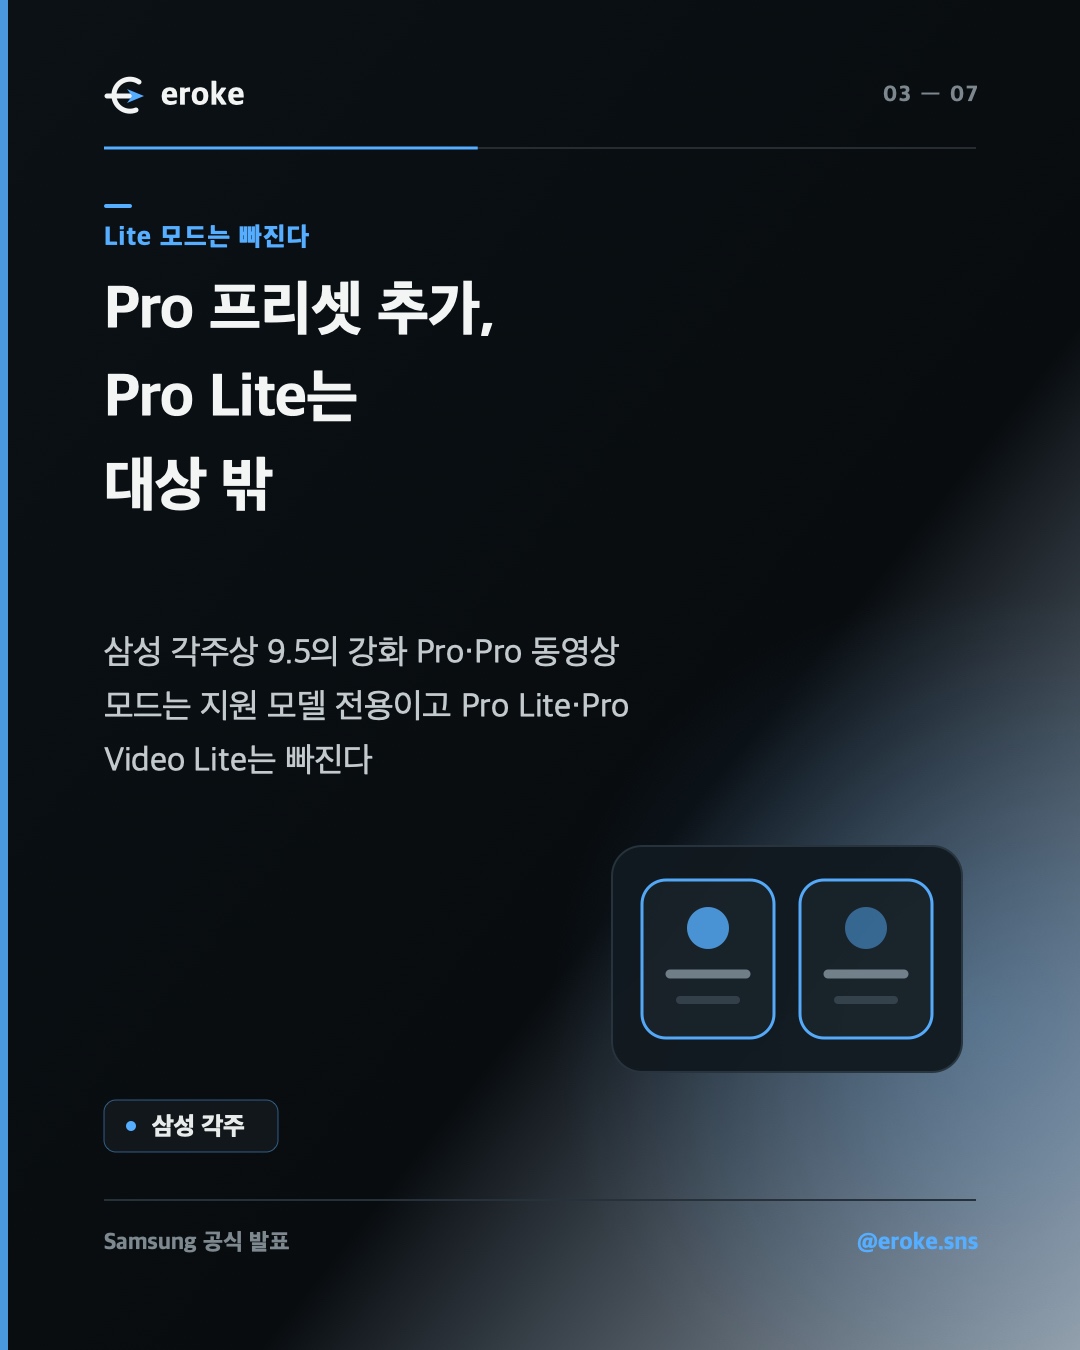 eroke
03 — 07
Lite 모드는 빠진다
Pro 프리셋 추가,
Pro Lite는
대상 밖
삼성 각주상 9.5의 강화 Pro·Pro 동영상
모드는 지원 모델 전용이고 Pro Lite·Pro
Video Lite는 빠진다
삼성 각주
Samsung 공식 발표
@eroke.sns